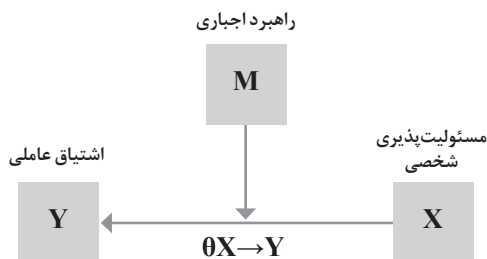 راهبرد اجباری
M
مسئولیت‌پذیری
شخصی
اشتیاق عاملی
X
Y
θX→Y